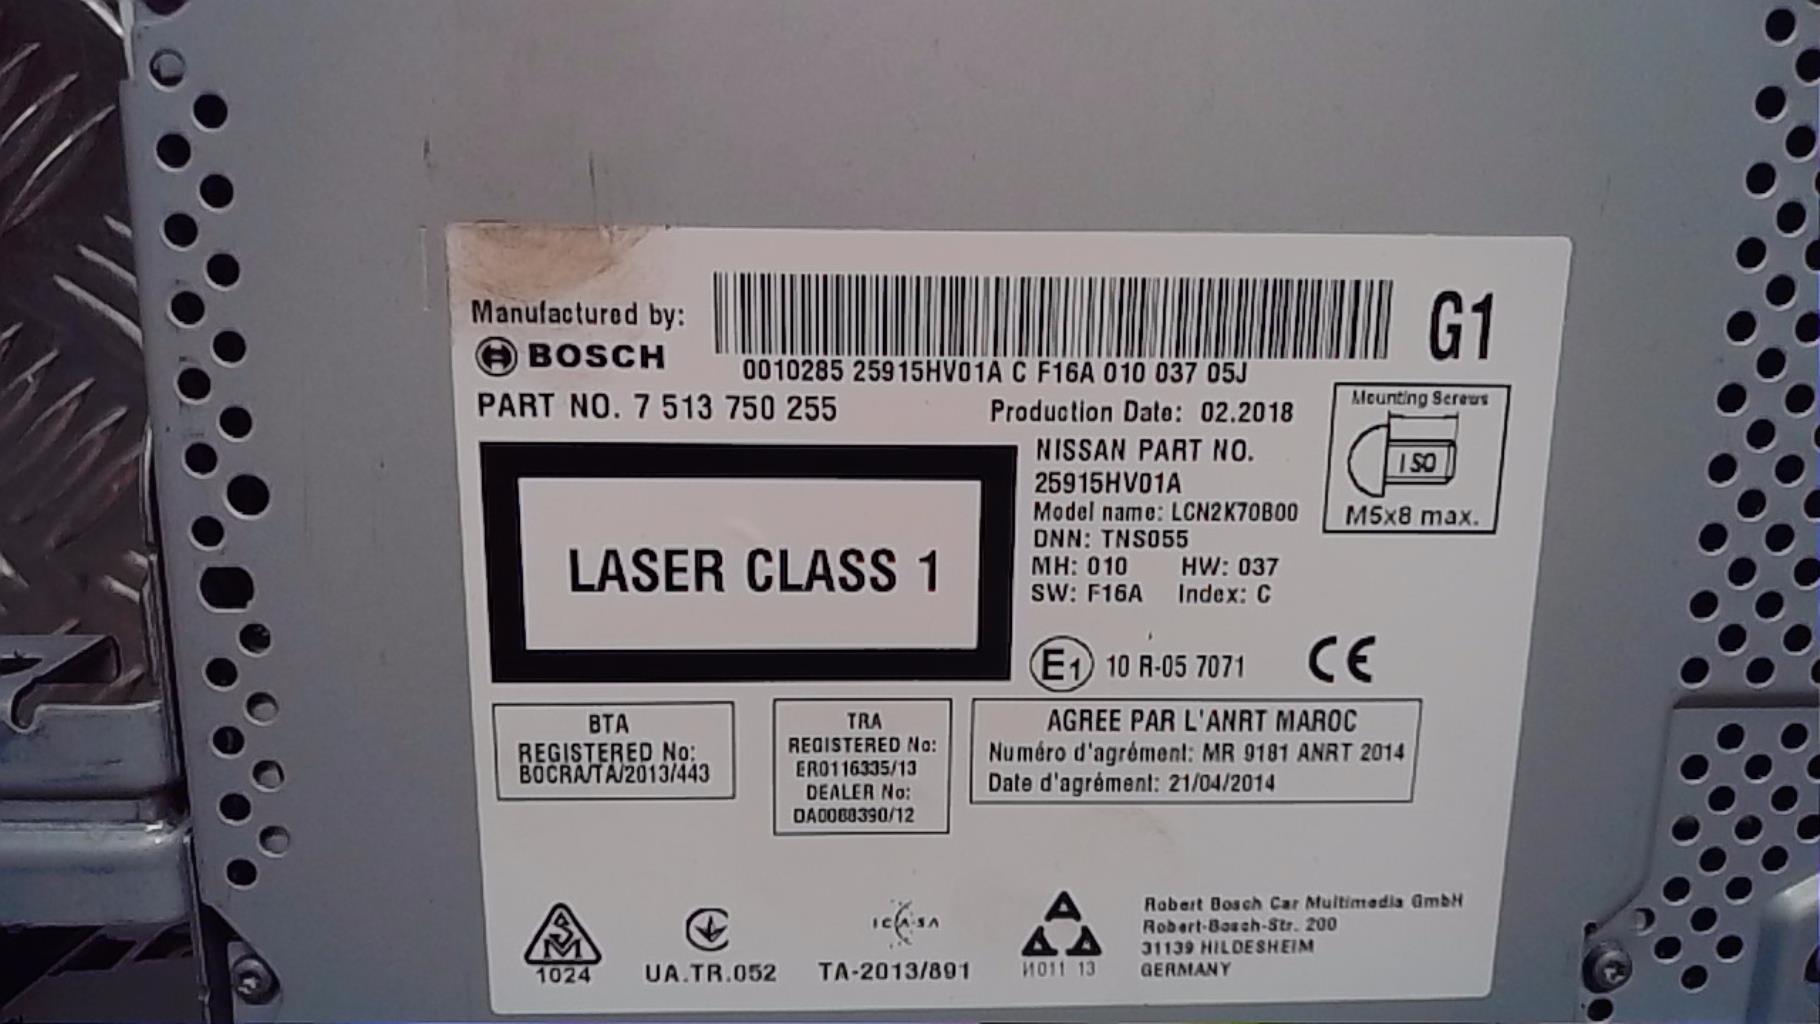 Manufactured by:
BOSCH
0010285 25915HV01A C F16A 010 037 05J
G1
PART NO. 7 513 750 255
Production Date: 02.2018
Mounting Screws
ISO
M5x8 max.
LASER CLASS 1
NISSAN PART NO.
25915HV01A
Model name: LCN2K70B00
DNN: TNS055
MH: 010 HW: 037
SW: F16A Index: C
E1 10 R-05 7071 CE
BTA
REGISTERED No:
BOCRA/TA/2013/443
TRA
REGISTERED No:
ER0116335/13
DEALER No:
DA0088390/12
AGREE PAR L'ANRT MAROC
Numéro d'agrément: MR 9181 ANRT 2014
Date d'agrément: 21/04/2014
SM
1024
UA.TR.052
ICASA
TA-2013/891
И011 13
Robert Bosch Car Multimedia GmbH
Robert-Bosch-Str. 200
31139 HILDESHEIM
GERMANY